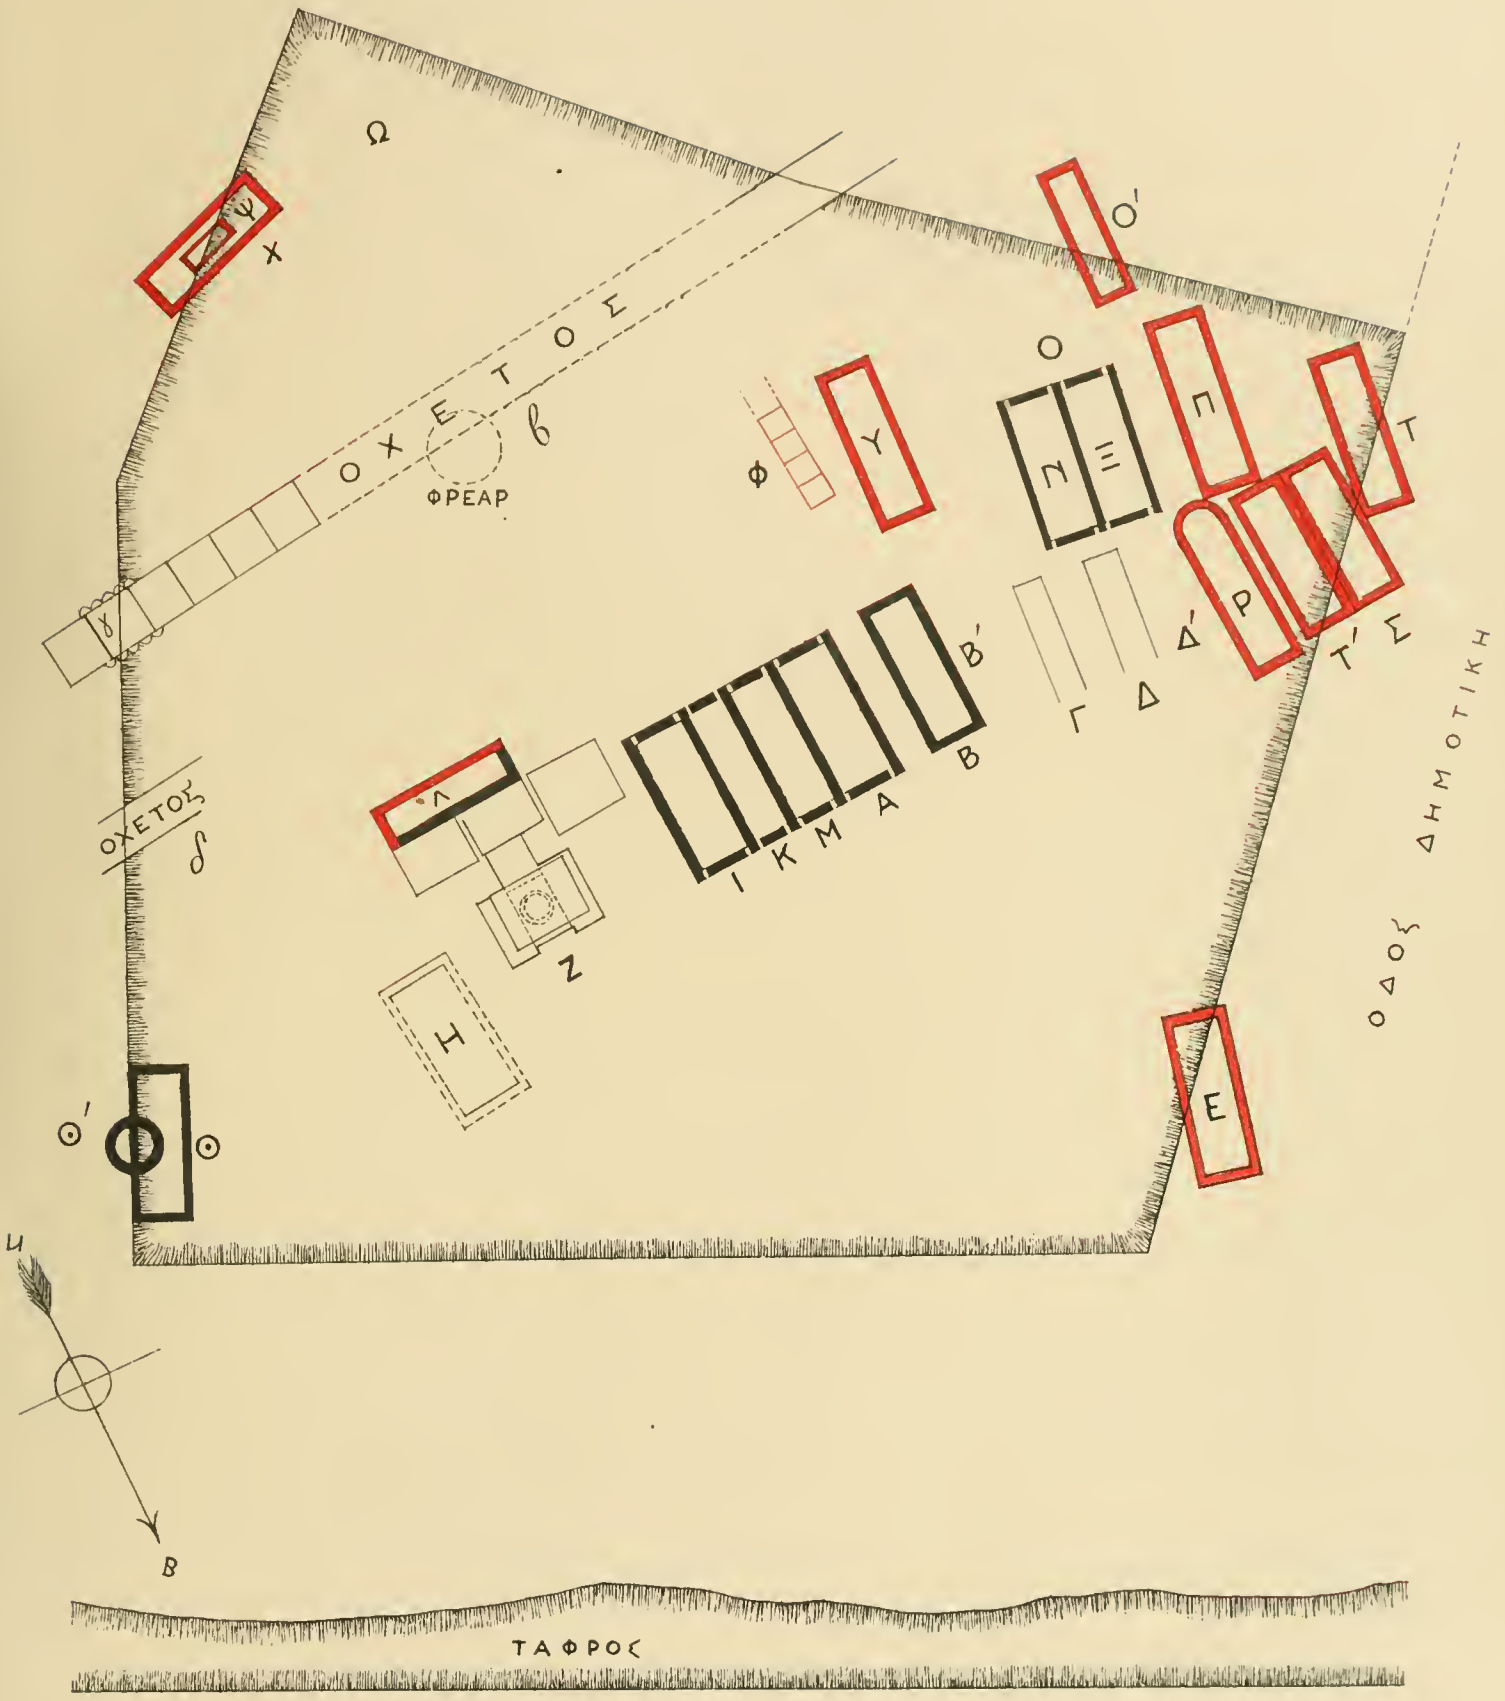 Ω
Ψ
Χ
Ο'
ΟΧΕΤΟΣ
β
ΦΡΕΑΡ
Φ
Υ
Ο
Ν
Ξ
Π
Τ
Ρ
Δ'
Τ'
Σ
γ
Β'
Β
Γ
Δ
ΟΔΟΣ ΔΗΜΟΤΙΚΗ
ΟΧΕΤΟΣ
δ
Λ
Ι
Κ
Μ
Α
Ζ
Η
Θ'
Θ
Ε
Β
ΤΑΦΡΟΣ